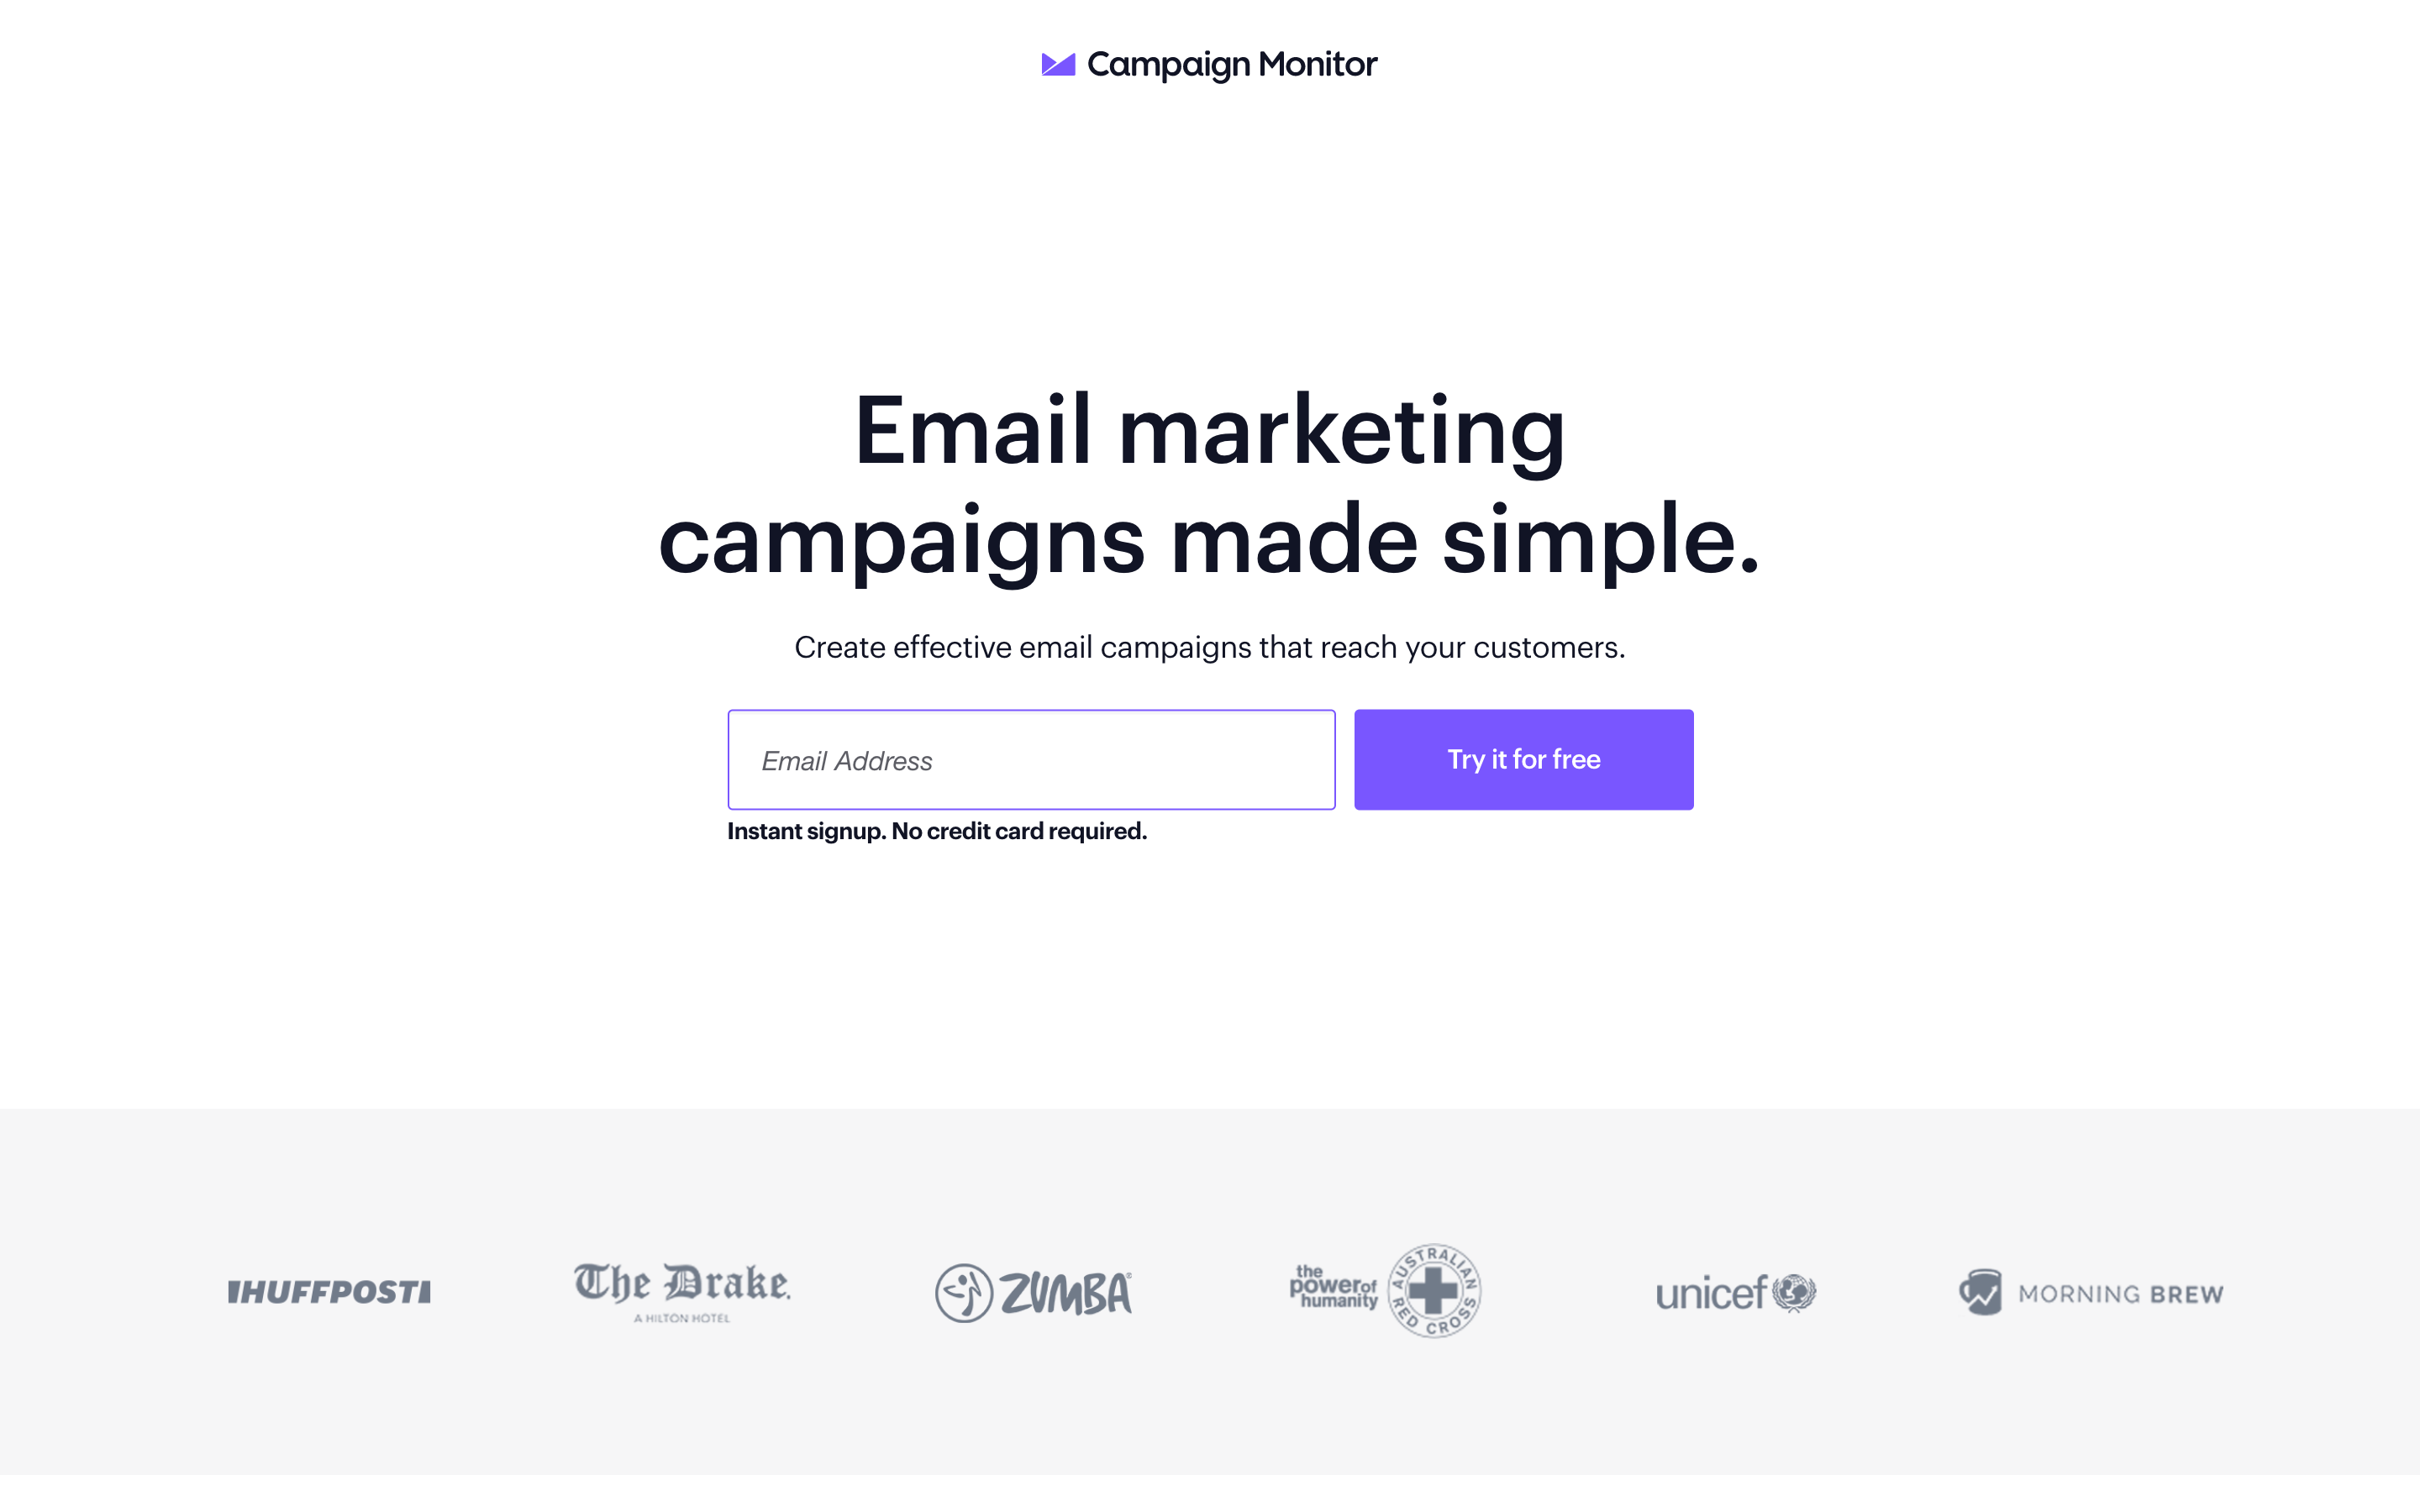 Campaign Monitor
Email marketing
campaigns made simple.
Create effective email campaigns that reach your customers.
Email Address
Try it for free
Instant signup. No credit card required.
HUFFPOST
The Drake.
A HILTON HOTEL
ZUMBA®
the
power of
humanity
AUSTRALIAN
RED CROSS
unicef
MORNING BREW